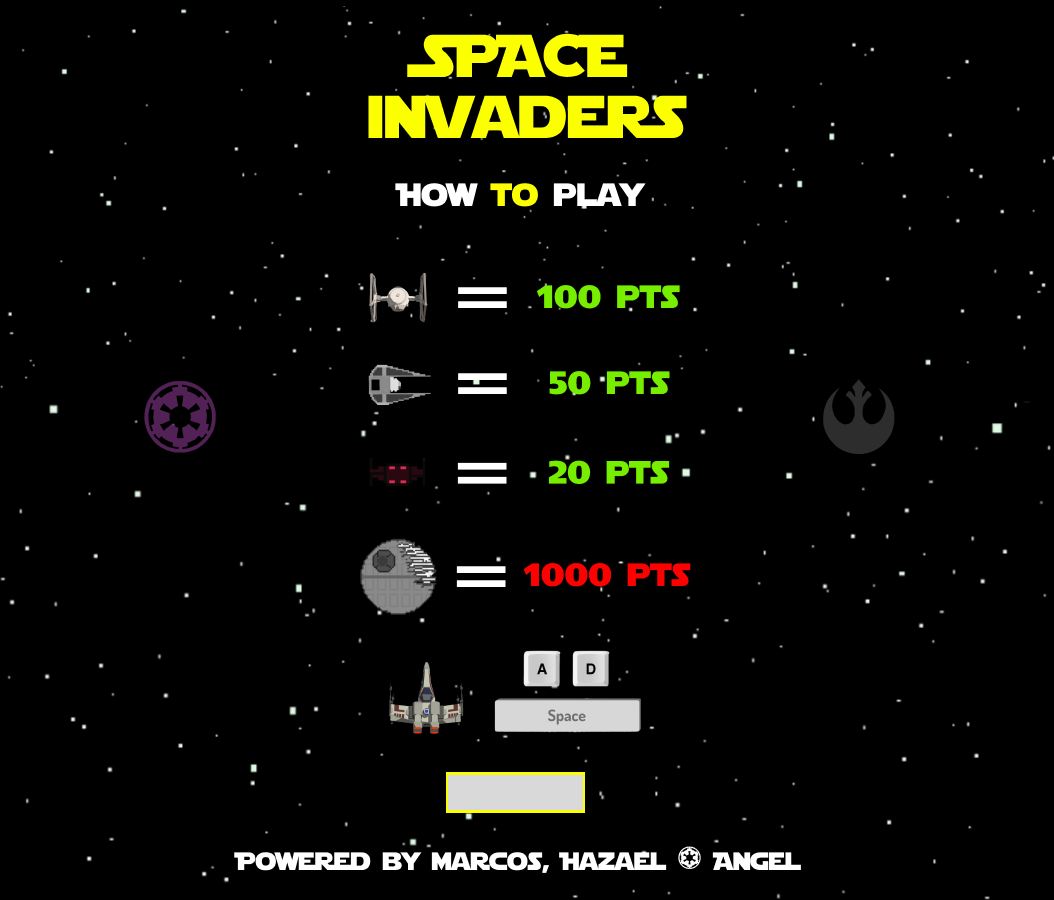 SPACE
INVADERS
HOW TO PLAY
= 100 PTS
= 50 PTS
= 20 PTS
= 1000 PTS
A D
Space
POWERED BY MARCOS, HAZAEL ANGEL